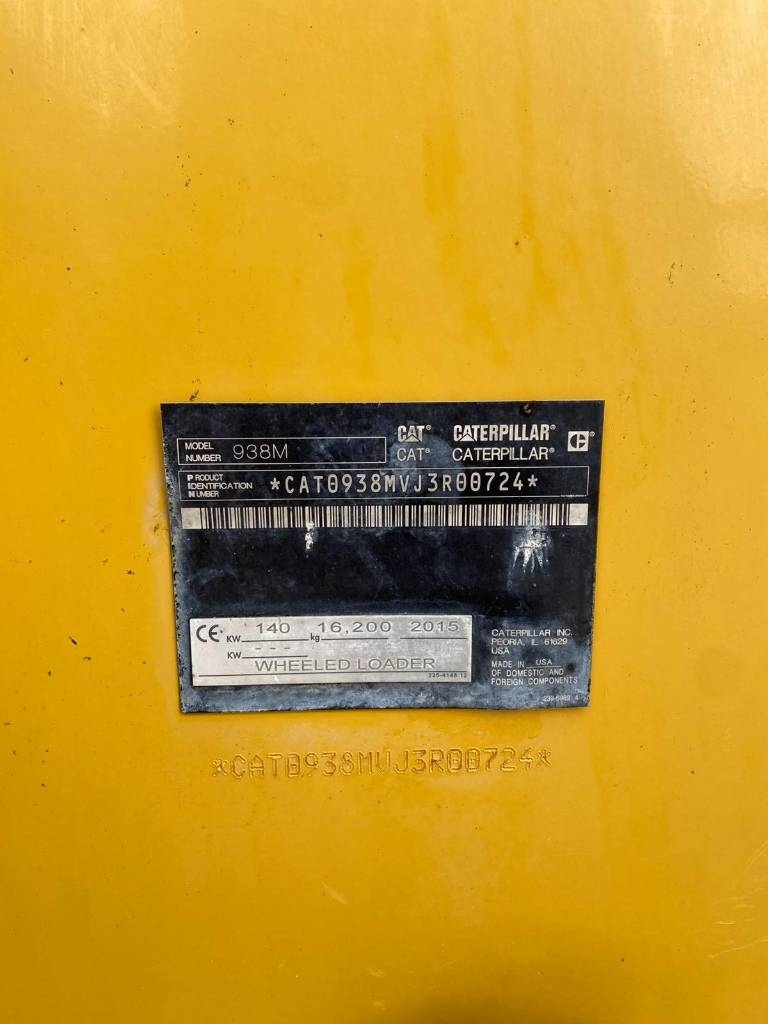 CAT® CATERPILLAR®
MODEL NUMBER 938M CAT® CATERPILLAR® C®
PRODUCT IDENTIFICATION NUMBER *CAT0938MVJ3R00724*
CE KW 140 kg 16,200 2015
KW ---
WHEELED LOADER
CATERPILLAR INC.
PEORIA, IL 61629
USA
MADE IN USA
OF DOMESTIC AND
FOREIGN COMPONENTS
*CAT0938MVJ3R00724*